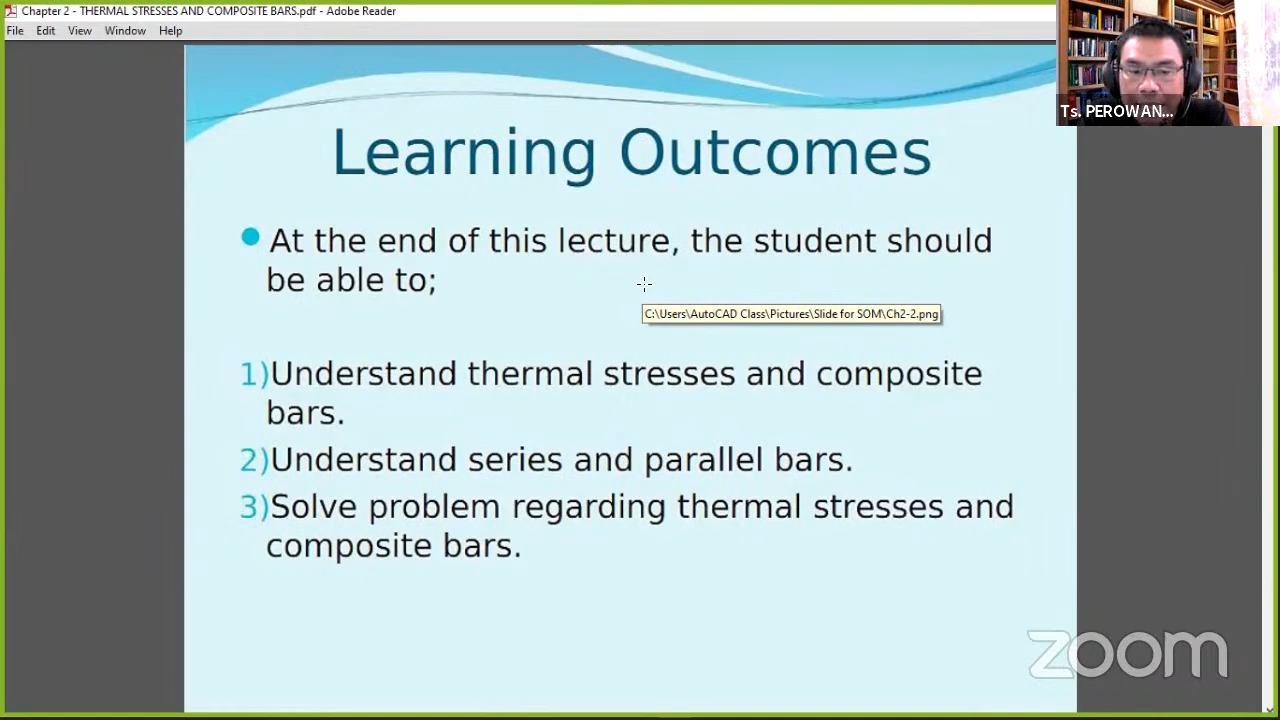 Chapter 2 - THERMAL STRESSES AND COMPOSITE BARS.pdf - Adobe Reader
File Edit View Window Help
Ts. PEROWAN...
Learning Outcomes
At the end of this lecture, the student should
be able to;
C:\Users\AutoCAD Class\Pictures\Slide for SOM\Ch2-2.png
1)Understand thermal stresses and composite
bars.
2)Understand series and parallel bars.
3)Solve problem regarding thermal stresses and
composite bars.
zoom